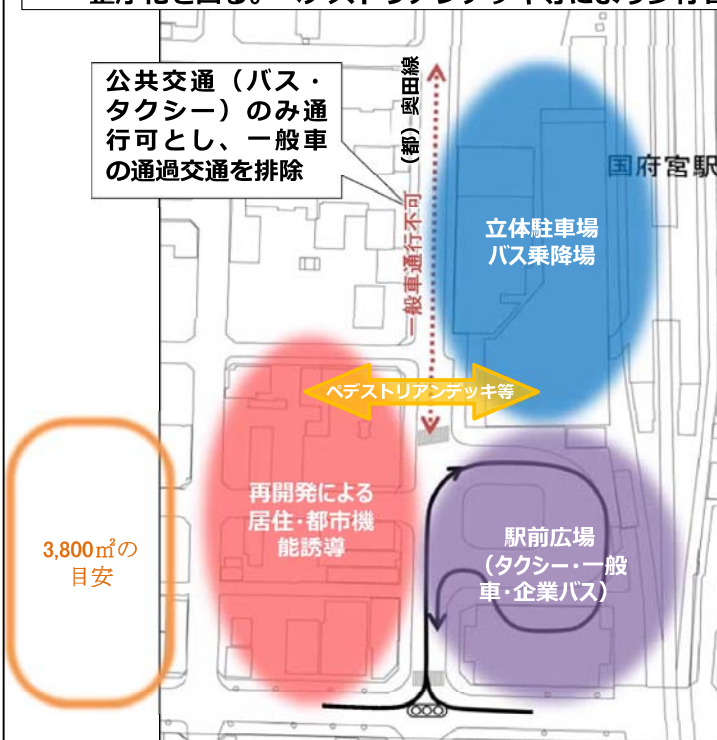 公共交通（バス・
タクシー）のみ通
行可とし、一般車
の通過交通を排除
（都）奥田線
一般車通行不可
国府宮駅
立体駐車場
バス乗降場
ペデストリアンデッキ等
再開発による
居住・都市機
能誘導
駅前広場
（タクシー・一般
車・企業バス）
3,800㎡の
目安